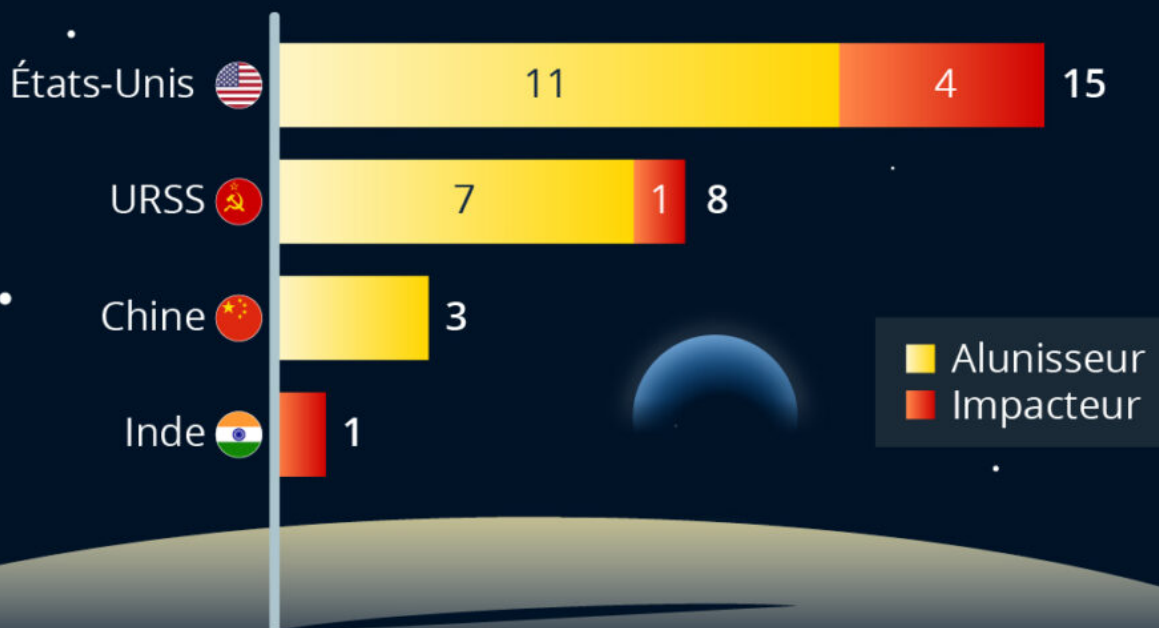 États-Unis 11 4 15
URSS 7 1 8
Chine 3
Inde 1
Alunisseur
Impacteur